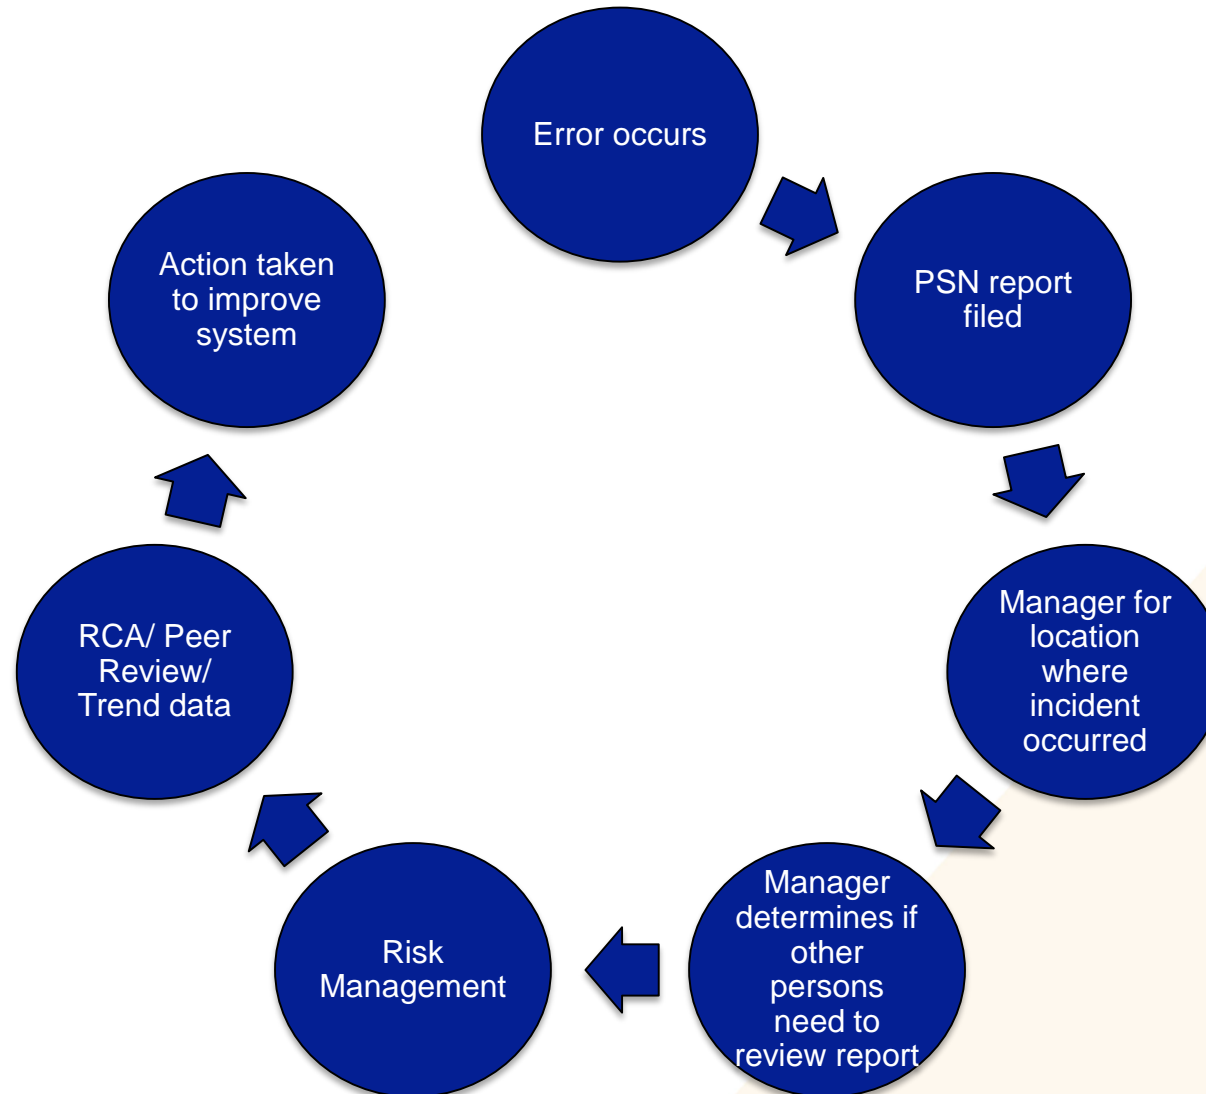 Error occurs
PSN report
filed
Manager for
location
where
incident
occurred
Manager
determines if
other
persons
need to
review report
Risk
Management
RCA/ Peer
Review/
Trend data
Action taken
to improve
system